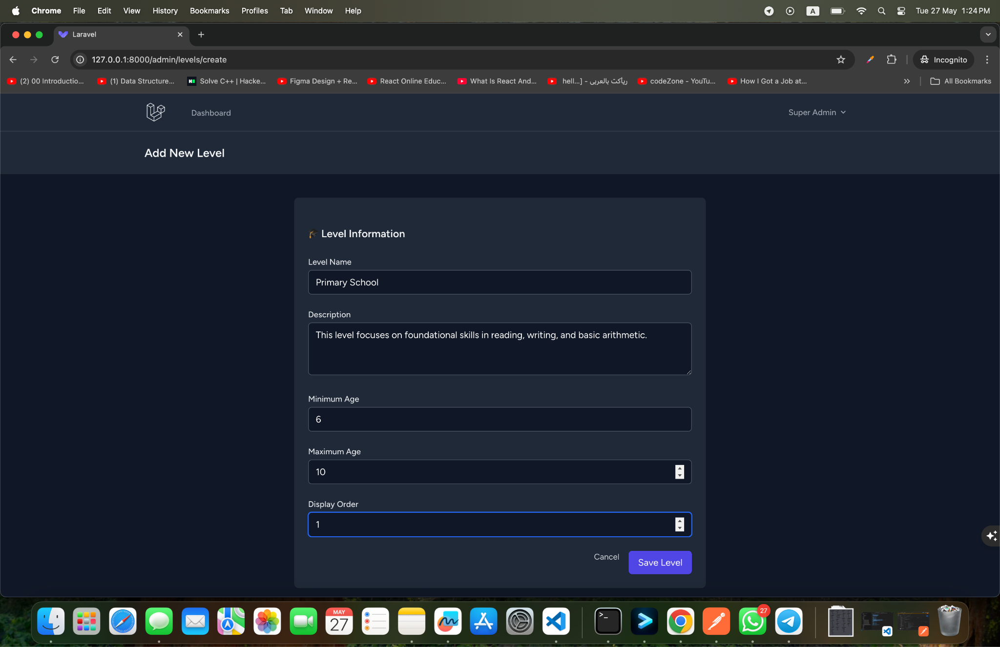 Chrome File Edit View History Bookmarks Profiles Tab Window Help A Tue 27 May 1:24 PM
Laravel
127.0.0.1:8000/admin/levels/create Incognito
(2) 00 Introductio... (1) Data Structure... Solve C++ | Hacke... Figma Design + Re... React Online Educ... What Is React And... hell...] - ريأكت بالعربى codeZone - YouTu... How I Got a Job at... All Bookmarks
Dashboard Super Admin
Add New Level
Level Information
Level Name
Primary School
Description
This level focuses on foundational skills in reading, writing, and basic arithmetic.
Minimum Age
6
Maximum Age
10
Display Order
1
Cancel Save Level
MAY
27
27